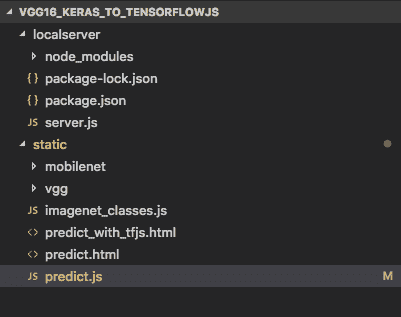 VGG16_KERAS_TO_TENSORFLOWJS
localserver
node_modules
{} package-lock.json
{} package.json
JS server.js
static
mobilenet
vgg
JS imagenet_classes.js
<> predict_with_tfjs.html
<> predict.html
JS predict.js M